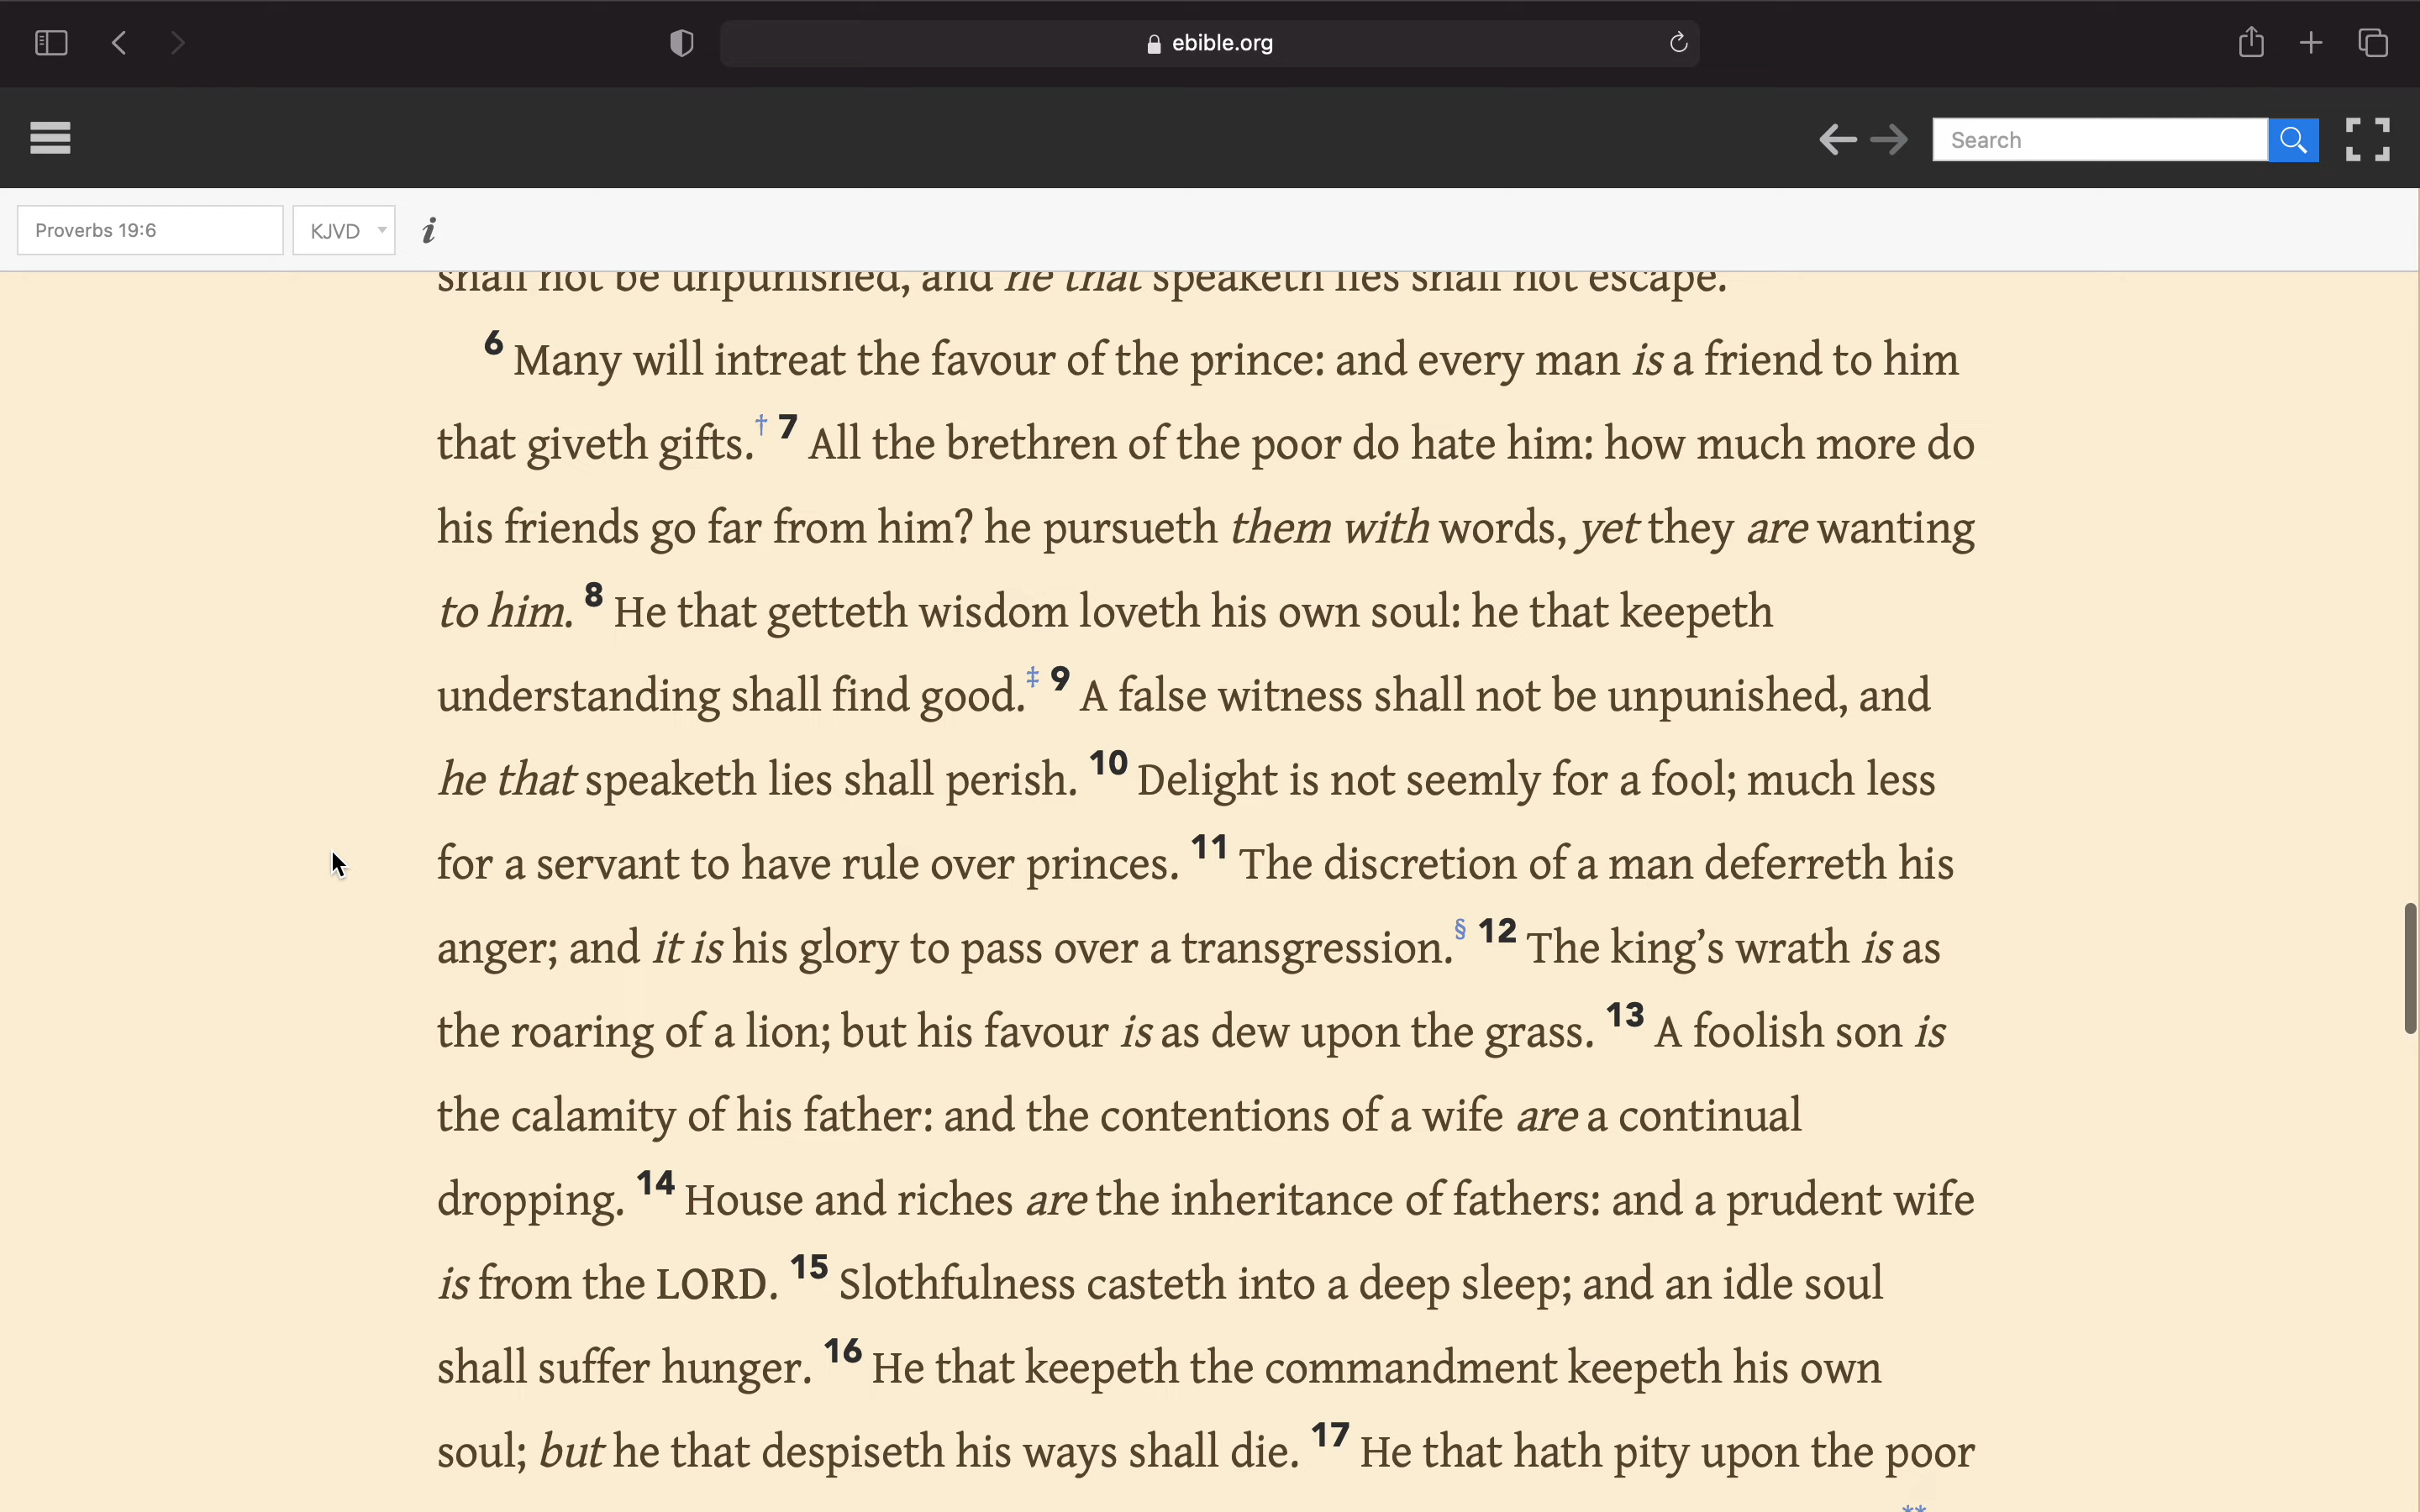 ebible.org
Search
Proverbs 19:6 KJVD i
shall not be unpunished, and he that speaketh lies shall not escape.
6 Many will intreat the favour of the prince: and every man is a friend to him
that giveth gifts.† 7 All the brethren of the poor do hate him: how much more do
his friends go far from him? he pursueth them with words, yet they are wanting
to him. 8 He that getteth wisdom loveth his own soul: he that keepeth
understanding shall find good.‡ 9 A false witness shall not be unpunished, and
he that speaketh lies shall perish. 10 Delight is not seemly for a fool; much less
for a servant to have rule over princes. 11 The discretion of a man deferreth his
anger; and it is his glory to pass over a transgression.§ 12 The king’s wrath is as
the roaring of a lion; but his favour is as dew upon the grass. 13 A foolish son is
the calamity of his father: and the contentions of a wife are a continual
dropping. 14 House and riches are the inheritance of fathers: and a prudent wife
is from the LORD. 15 Slothfulness casteth into a deep sleep; and an idle soul
shall suffer hunger. 16 He that keepeth the commandment keepeth his own
soul; but he that despiseth his ways shall die. 17 He that hath pity upon the poor
**